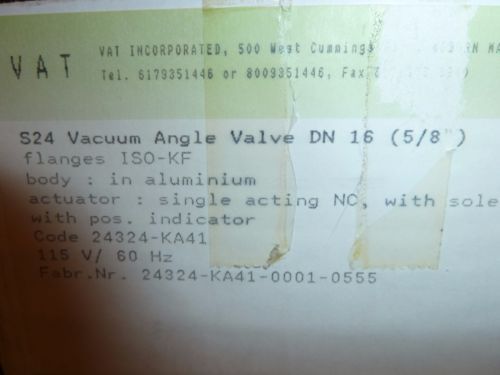 VAT
VAT INCORPORATED, 500 West Cummings
Tel. 6179351446 or 8009351446, Fax
S24 Vacuum Angle Valve DN 16 (5/8")
flanges ISO-KF
body : in aluminium
actuator : single acting NC, with sole
with pos. indicator
Code 24324-KA41
115 V/ 60 Hz
Fabr.Nr. 24324-KA41-0001-0555